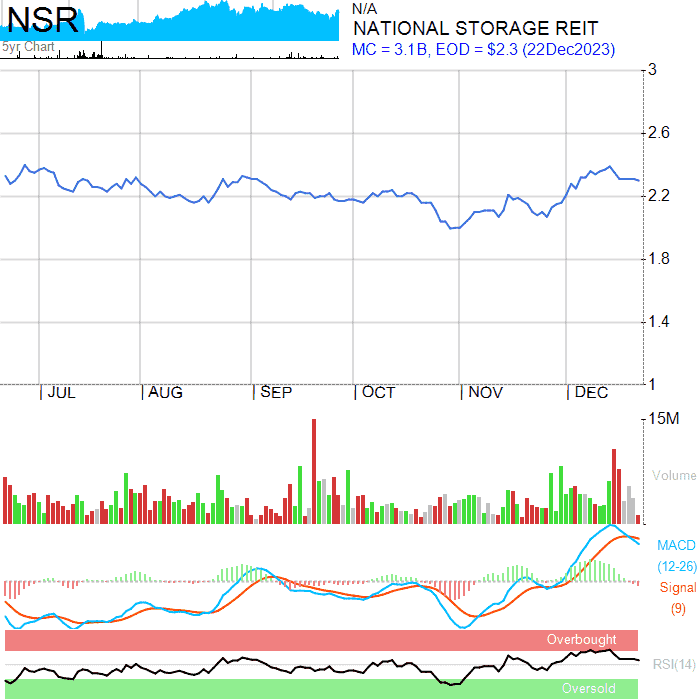 NSR
5yr Chart
N/A
NATIONAL STORAGE REIT
MC = 3.1B, EOD = $2.3 (22Dec2023)
3
2.6
2.2
1.8
1.4
1
JUL AUG SEP OCT NOV DEC
15M
Volume
MACD
(12-26)
Signal
(9)
Overbought
RSI(14)
Oversold